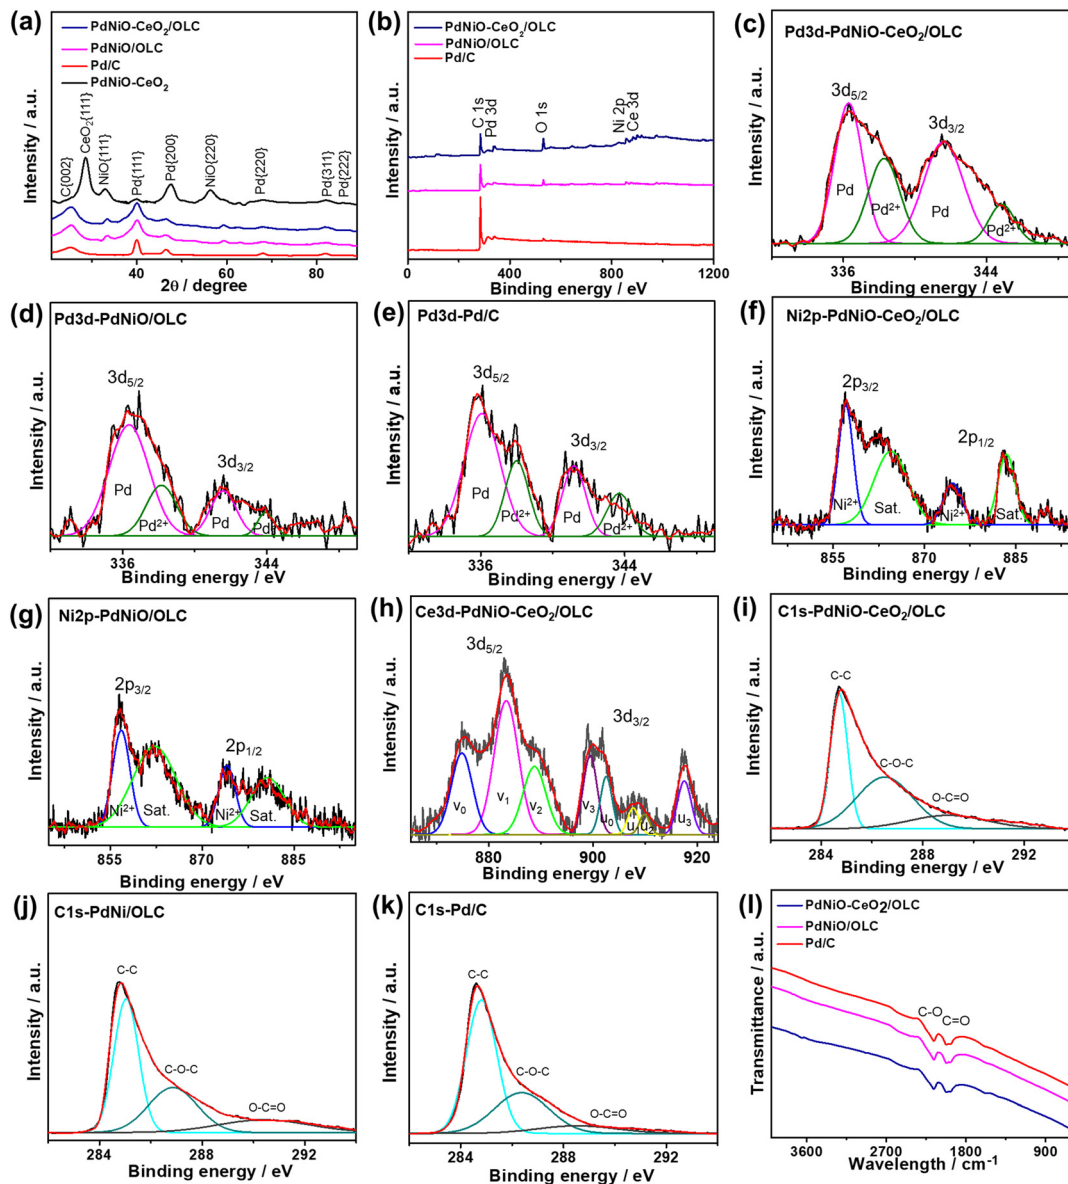 (a)
PdNiO-CeO₂/OLC
PdNiO/OLC
Pd/C
PdNiO-CeO₂
C{002}
CeO₂{111}
NiO{111}
Pd{111}
Pd{200}
NiO{220}
Pd{220}
Pd{311}
Pd{222}
Intensity / a.u.
40 60 80
2θ / degree
(b)
PdNiO-CeO₂/OLC
PdNiO/OLC
Pd/C
C 1s
Pd 3d
O 1s
Ni 2p
Ce 3d
Intensity / a.u.
0 400 800 1200
Binding energy / eV
(c)
Pd3d-PdNiO-CeO₂/OLC
3d₅/₂
3d₃/₂
Pd
Pd²⁺
Pd
Pd²⁺
Intensity / a.u.
336 344
Binding energy / eV
(d)
Pd3d-PdNiO/OLC
3d₅/₂
3d₃/₂
Pd
Pd²⁺
Pd
Intensity / a.u.
336 344
Binding energy / eV
(e)
Pd3d-Pd/C
3d₅/₂
3d₃/₂
Pd
Pd²⁺
Pd
Pd²⁺
Intensity / a.u.
336 344
Binding energy / eV
(f)
Ni2p-PdNiO-CeO₂/OLC
2p₃/₂
2p₁/₂
Ni²⁺
Sat.
Ni²⁺
Sat.
Intensity / a.u.
855 870 885
Binding energy / eV
(g)
Ni2p-PdNiO/OLC
2p₃/₂
2p₁/₂
Ni²⁺
Sat.
Ni²⁺
Sat.
Intensity / a.u.
855 870 885
Binding energy / eV
(h)
Ce3d-PdNiO-CeO₂/OLC
3d₅/₂
3d₃/₂
v₀
v₁
v₂
v₃
u₀
u₁
u₂
u₃
Intensity / a.u.
880 900 920
Binding energy / eV
(i)
C1s-PdNiO-CeO₂/OLC
C-C
C-O-C
O-C=O
Intensity / a.u.
284 288 292
Binding energy / eV
(j)
C1s-PdNi/OLC
C-C
C-O-C
O-C=O
Intensity / a.u.
284 288 292
Binding energy / eV
(k)
C1s-Pd/C
C-C
C-O-C
O-C=O
Intensity / a.u.
284 288 292
Binding energy / eV
(l)
PdNiO-CeO2/OLC
PdNiO/OLC
Pd/C
C-O
C=O
Transmittance / a.u.
3600 2700 1800 900
Wavelength / cm⁻¹